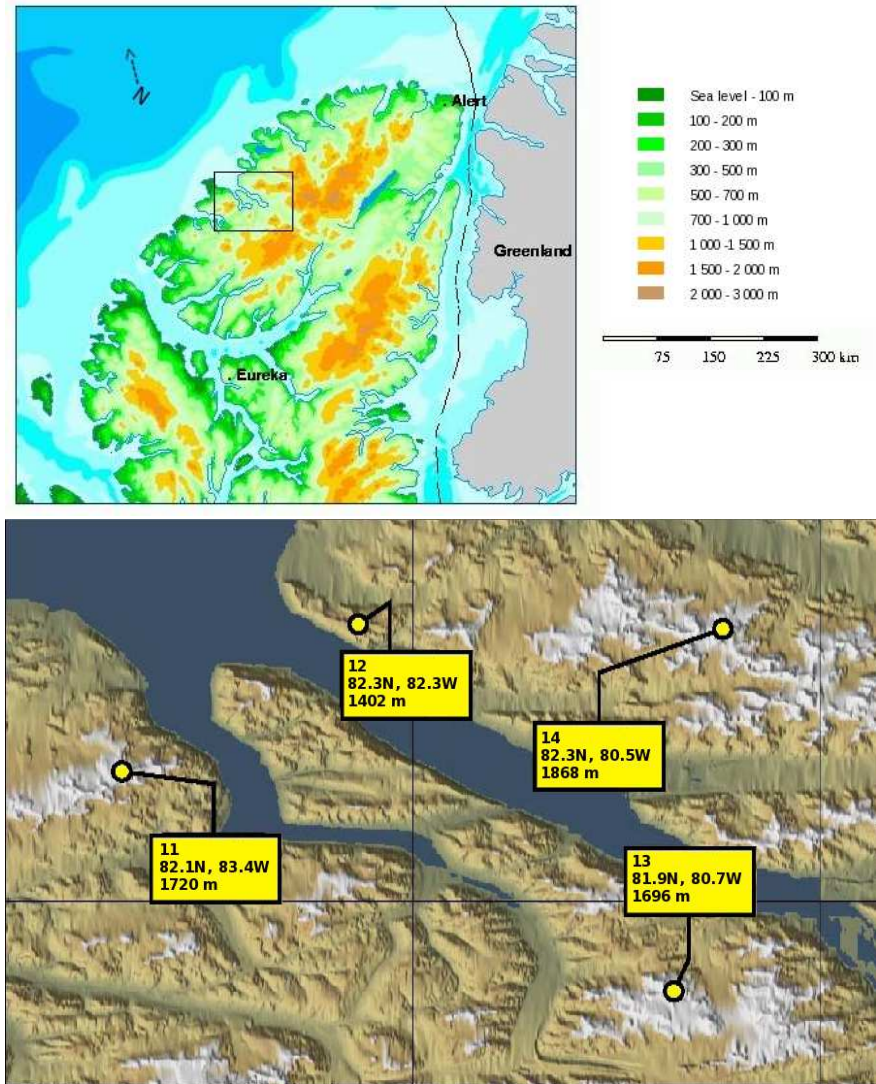 N
Alert
Greenland
Eureka
Sea level - 100 m
100 - 200 m
200 - 300 m
300 - 500 m
500 - 700 m
700 - 1 000 m
1 000 -1 500 m
1 500 - 2 000 m
2 000 - 3 000 m
75 150 225 300 km
12
82.3N, 82.3W
1402 m
14
82.3N, 80.5W
1868 m
11
82.1N, 83.4W
1720 m
13
81.9N, 80.7W
1696 m